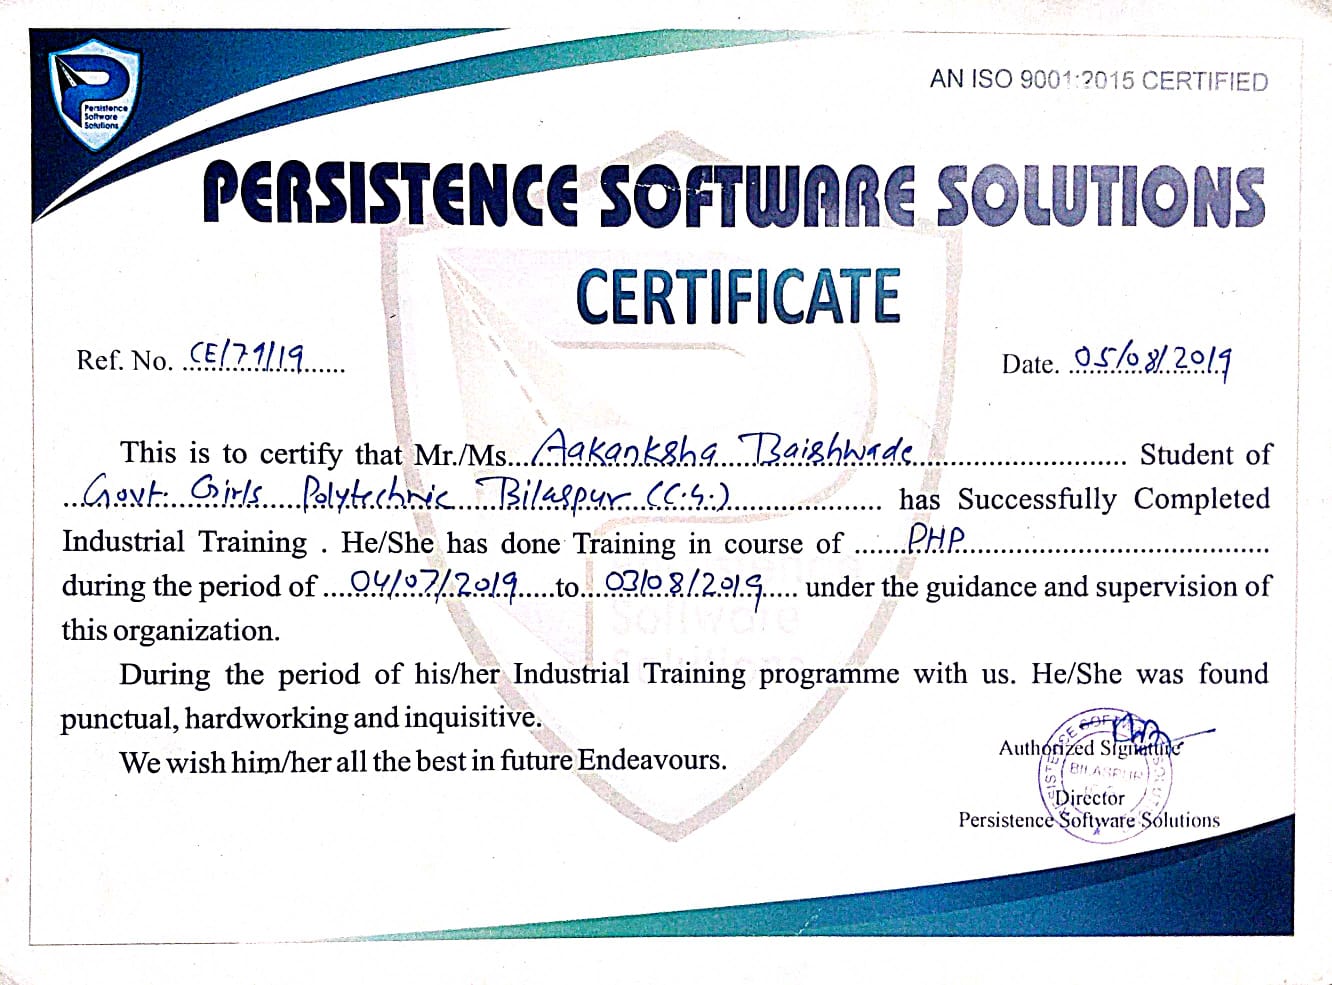 Persistence
Software
Solutions
AN ISO 9001:2015 CERTIFIED
PERSISTENCE SOFTWARE SOLUTIONS
CERTIFICATE
Ref. No. CE/71/19 Date. 05/08/2019
This is to certify that Mr./Ms. Aakanksha Baishwade Student of
Govt. Girls Polytechnic Bilaspur (C.G.) has Successfully Completed
Industrial Training . He/She has done Training in course of PHP
during the period of 04/07/2019 to 03/08/2019 under the guidance and supervision of
this organization.
During the period of his/her Industrial Training programme with us. He/She was found
punctual, hardworking and inquisitive.
We wish him/her all the best in future Endeavours.
Authorized Signature
BILASPUR
Director
Persistence Software Solutions